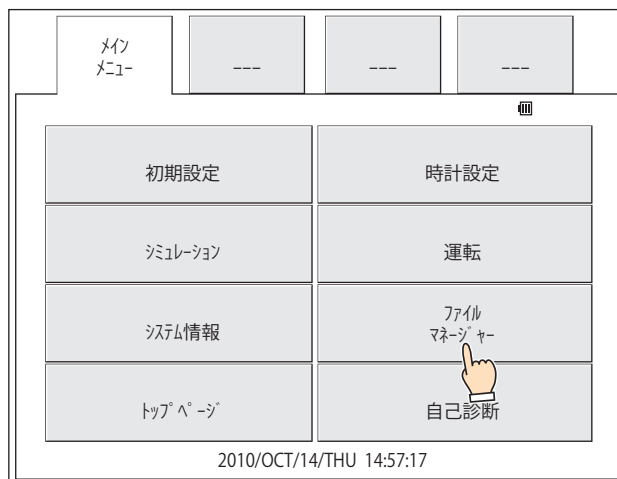 ﾒｲﾝ
ﾒﾆｭｰ
---
---
---
初期設定
時計設定
ｼﾐｭﾚｰｼｮﾝ
運転
ｼｽﾃﾑ情報
ﾌｧｲﾙ
ﾏﾈｰｼﾞｬｰ
ﾄｯﾌﾟﾍﾟｰｼﾞ
自己診断
2010/OCT/14/THU 14:57:17